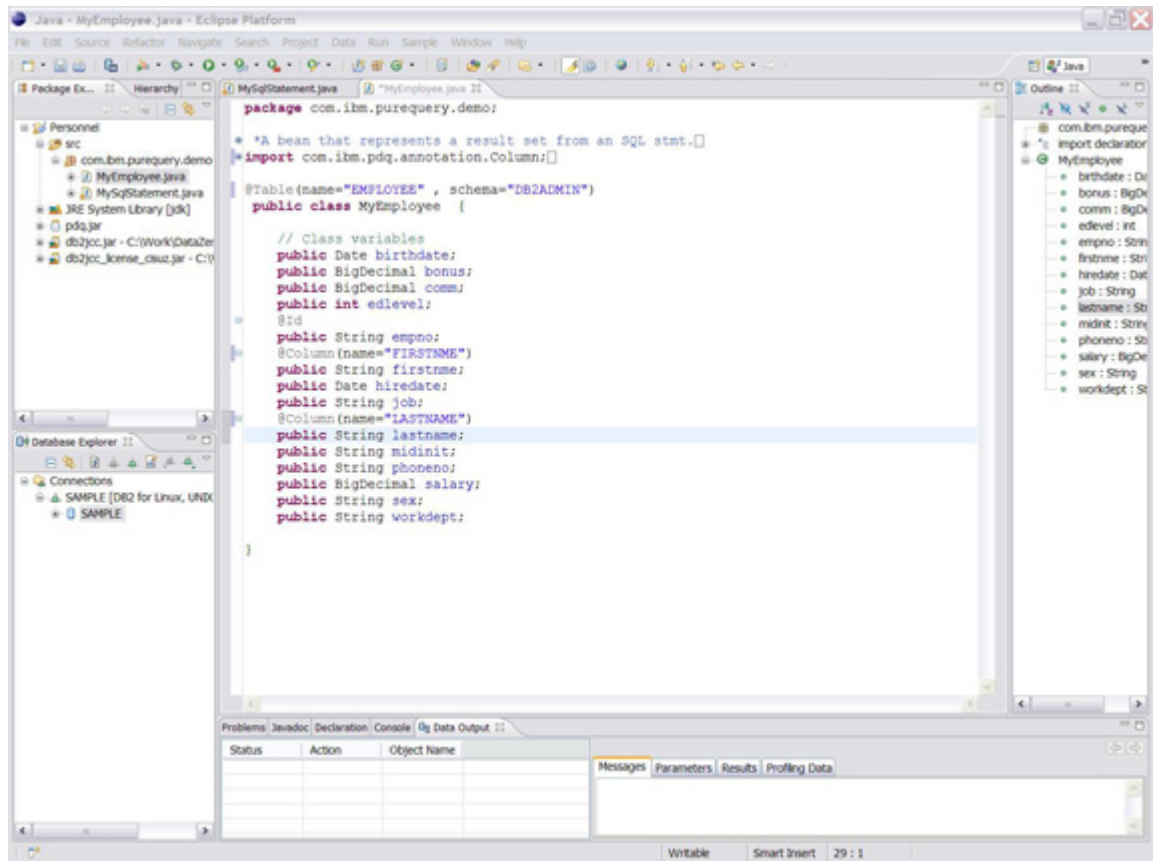 Java - MyEmployee.java - Eclipse Platform
File Edit Source Refactor Navigate Search Project Data Run Sample Window Help
Java
Package Ex...
Hierarchy
Personnel
src
com.ibm.purequery.demo
MyEmployee.java
MySqlStatement.java
JRE System Library [jdk]
pdq.jar
db2jcc.jar - C:\Work\DataZer
db2jcc_license_cisuz.jar - C:\
Database Explorer
Connections
SAMPLE [DB2 for Linux, UNIX
SAMPLE
MySqlStatement.java
*MyEmployee.java
package com.ibm.purequery.demo;
*A bean that represents a result set from an SQL stmt.
import com.ibm.pdq.annotation.Column;
@Table(name="EMPLOYEE" , schema="DB2ADMIN")
public class MyEmployee {
// Class variables
public Date birthdate;
public BigDecimal bonus;
public BigDecimal comm;
public int edlevel;
@Id
public String empno;
@Column(name="FIRSTNME")
public String firstnme;
public Date hiredate;
public String job;
@Column(name="LASTNAME")
public String lastname;
public String midinit;
public String phoneno;
public BigDecimal salary;
public String sex;
public String workdept;
}
Outline
com.ibm.pureque
import declaration
MyEmployee
birthdate : Da
bonus : BigDe
comm : BigDe
edlevel : int
empno : Strin
firstnme : Stri
hiredate : Dat
job : String
lastname : Str
midinit : String
phoneno : St
salary : BigDe
sex : String
workdept : St
Problems Javadoc Declaration Console Data Output
Status Action Object Name
Messages Parameters Results Profiling Data
Writable Smart Insert 29 : 1